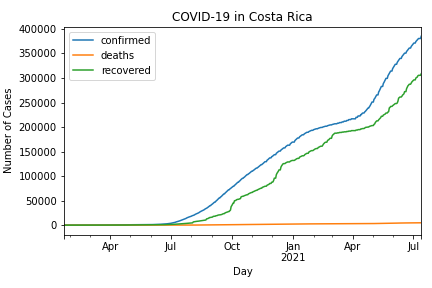 COVID-19 in Costa Rica
confirmed
deaths
recovered
Number of Cases
400000
350000
300000
250000
200000
150000
100000
50000
0
Apr
Jul
Oct
Jan
2021
Apr
Jul
Day